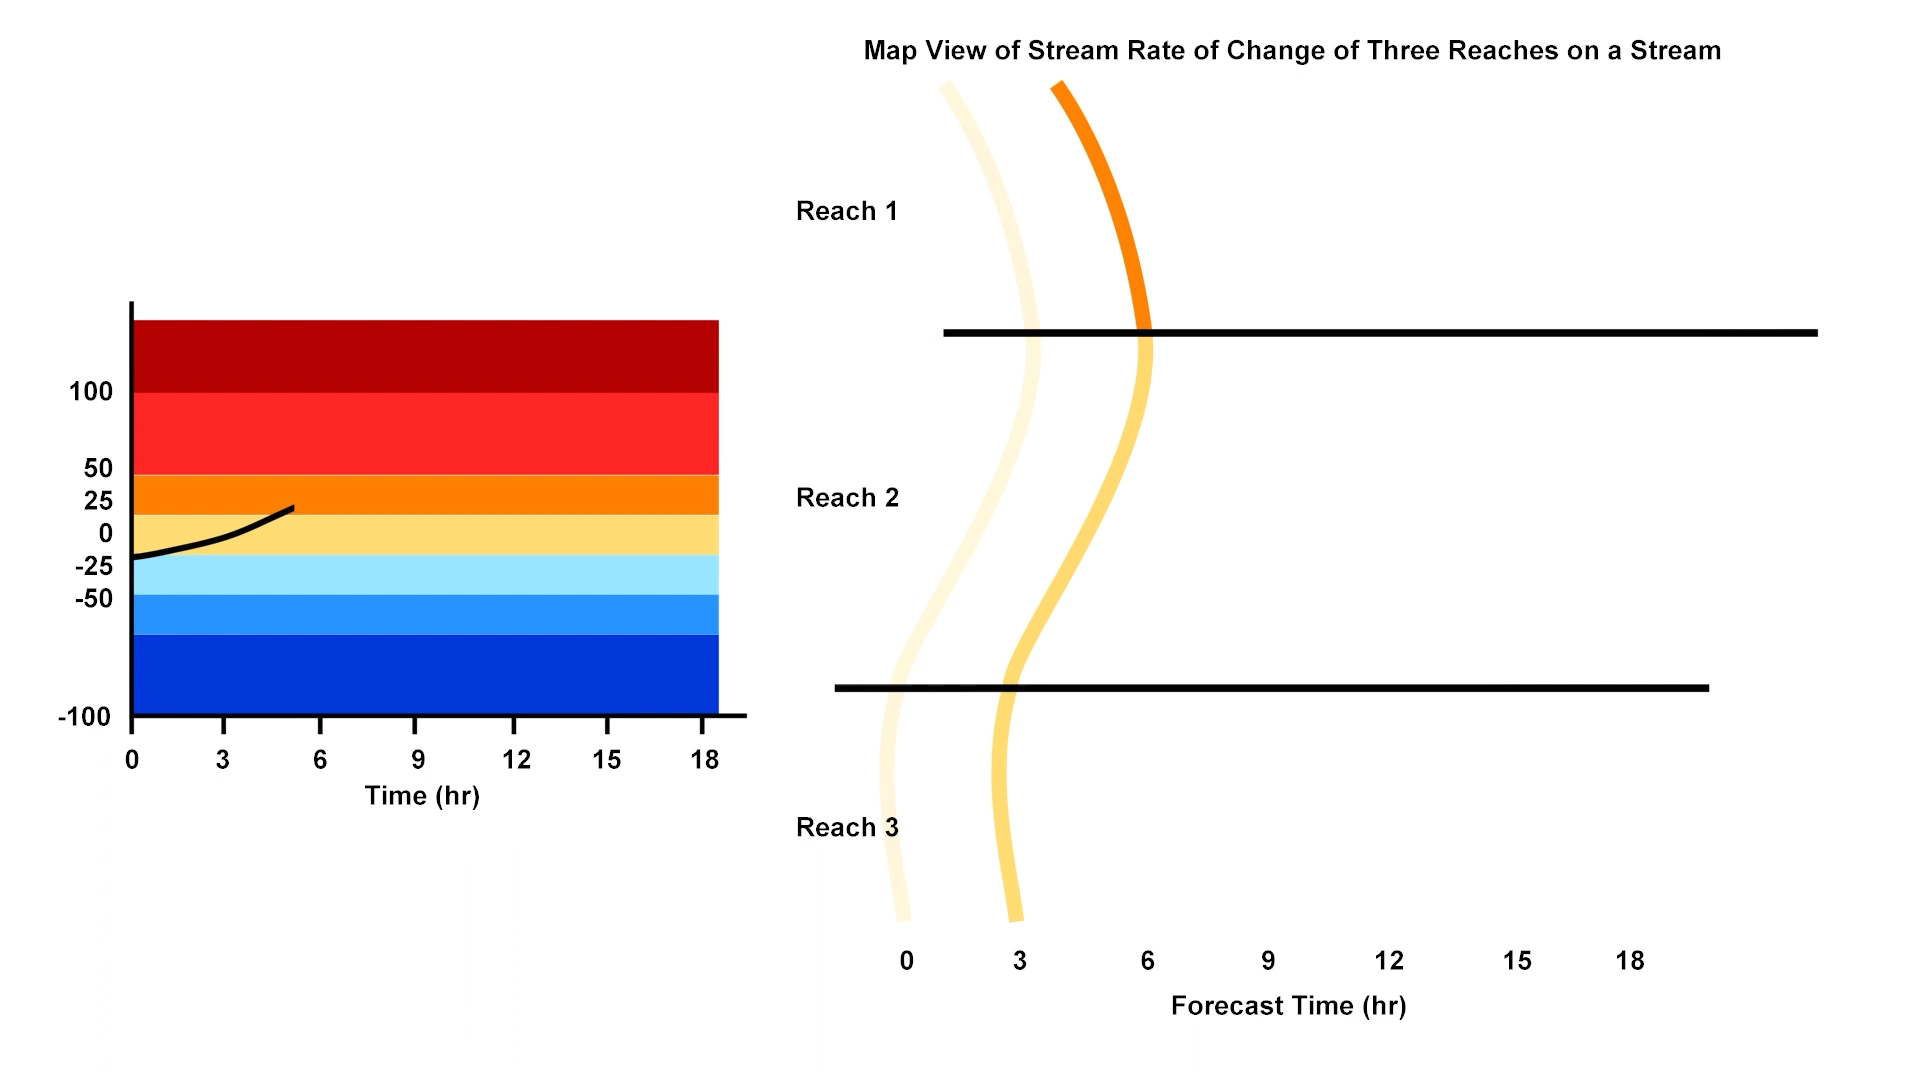 Map View of Stream Rate of Change of Three Reaches on a Stream
Reach 1
Reach 2
Reach 3
100
50
25
0
-25
-50
-100
0 3 6 9 12 15 18
Time (hr)
0 3 6 9 12 15 18
Forecast Time (hr)